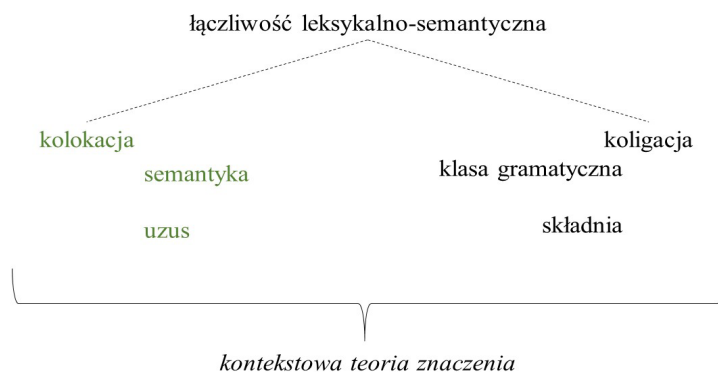 łączliwość leksykalno-semantyczna
kolokacja
koligacja
semantyka
klasa gramatyczna
uzus
składnia
kontekstowa teoria znaczenia